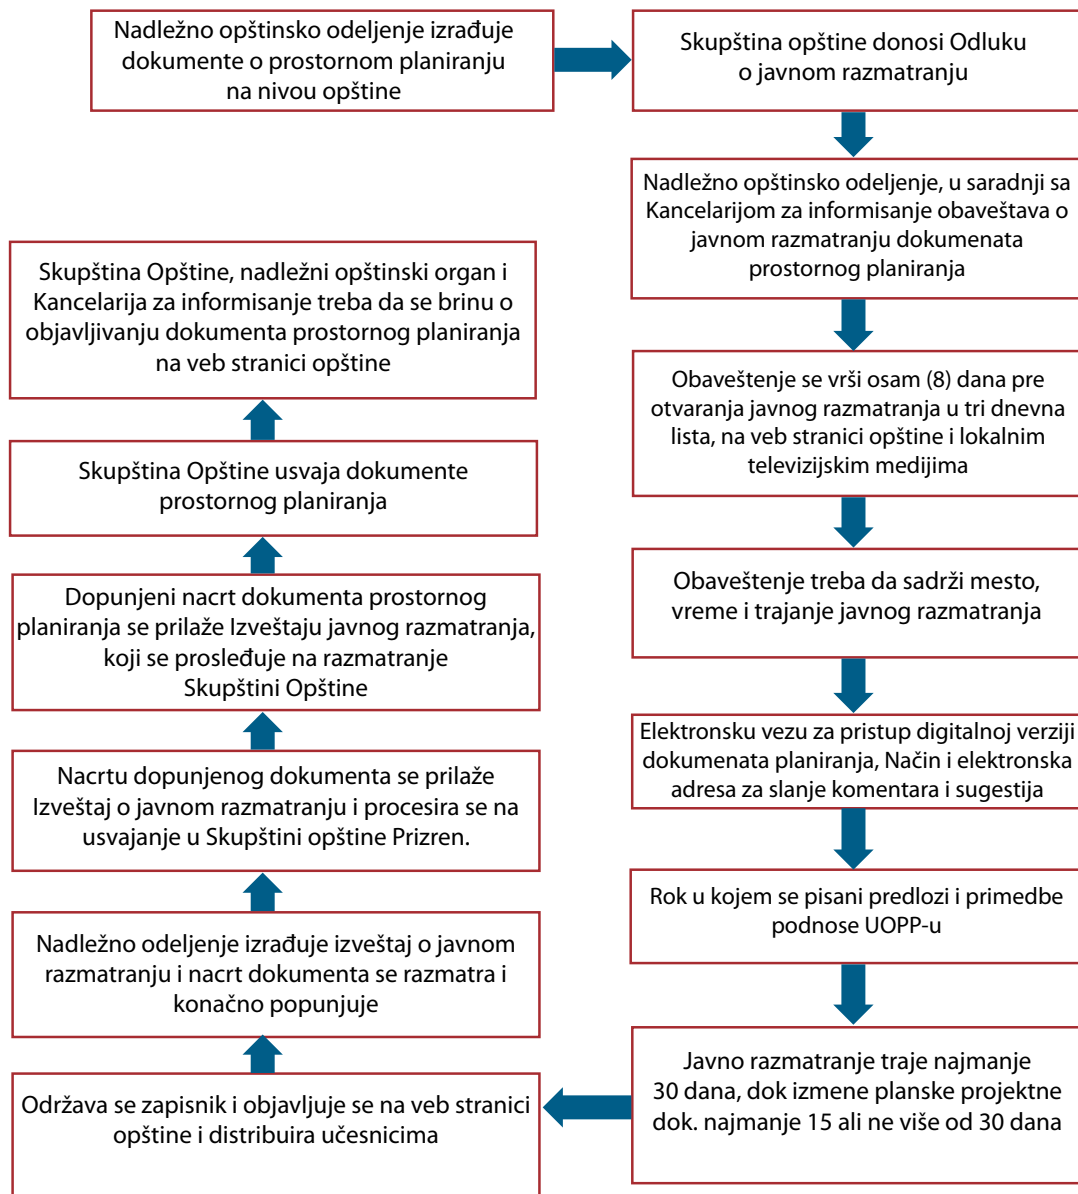 Nadležno opštinsko odeljenje izrađuje
dokumente o prostornom planiranju
na nivou opštine
Skupština opštine donosi Odluku
o javnom razmatranju
Nadležno opštinsko odeljenje, u saradnji sa
Kancelarijom za informisanje obaveštava o
javnom razmatranju dokumenata
prostornog planiranja
Obaveštenje se vrši osam (8) dana pre
otvaranja javnog razmatranja u tri dnevna
lista, na veb stranici opštine i lokalnim
televizijskim medijima
Obaveštenje treba da sadrži mesto,
vreme i trajanje javnog razmatranja
Elektronsku vezu za pristup digitalnoj verziji
dokumenata planiranja, Način i elektronska
adresa za slanje komentara i sugestija
Rok u kojem se pisani predlozi i primedbe
podnose UOPP-u
Javno razmatranje traje najmanje
30 dana, dok izmene planske projektne
dok. najmanje 15 ali ne više od 30 dana
Održava se zapisnik i objavljuje se na veb stranici
opštine i distribuira učesnicima
Nadležno odeljenje izrađuje izveštaj o javnom
razmatranju i nacrt dokumenta se razmatra i
konačno popunjuje
Nacrtu dopunjenog dokumenta se prilaže
Izveštaj o javnom razmatranju i procesira se na
usvajanje u Skupštini opštine Prizren.
Dopunjeni nacrt dokumenta prostornog
planiranja se prilaže Izveštaju javnog razmatranja,
koji se prosleđuje na razmatranje
Skupštini Opštine
Skupština Opštine usvaja dokumente
prostornog planiranja
Skupština Opštine, nadležni opštinski organ i
Kancelarija za informisanje treba da se brinu o
objavljivanju dokumenta prostornog planiranja
na veb stranici opštine